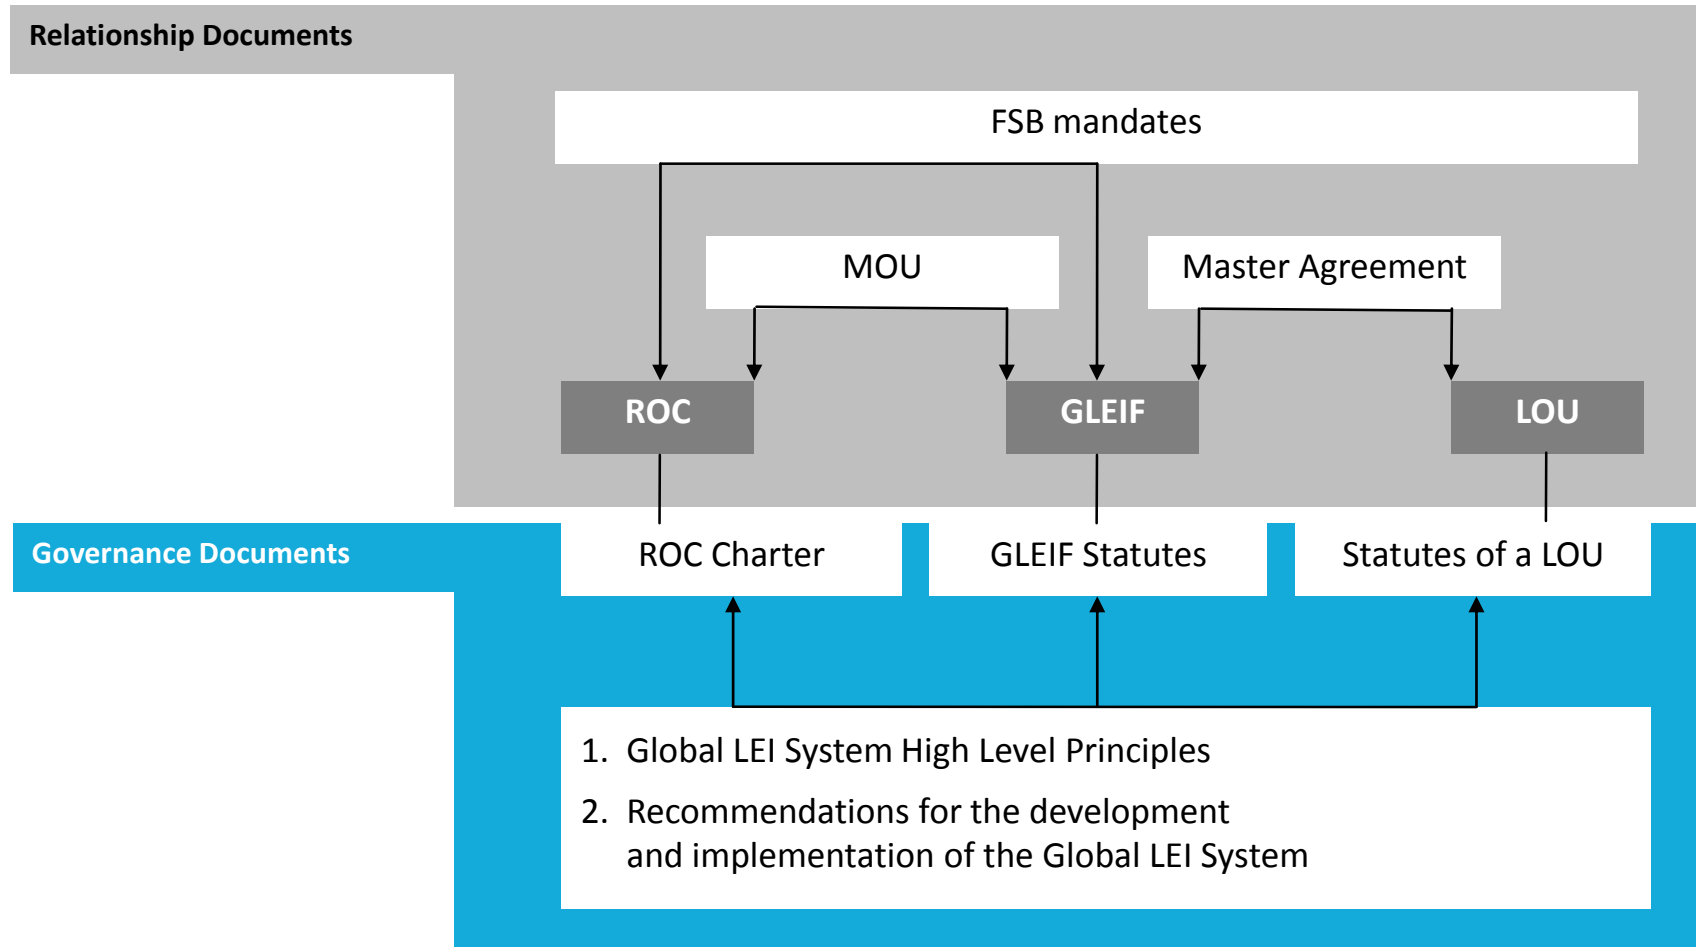 Relationship Documents
FSB mandates
MOU
Master Agreement
ROC
GLEIF
LOU
Governance Documents
ROC Charter
GLEIF Statutes
Statutes of a LOU
1. Global LEI System High Level Principles
2. Recommendations for the development
and implementation of the Global LEI System